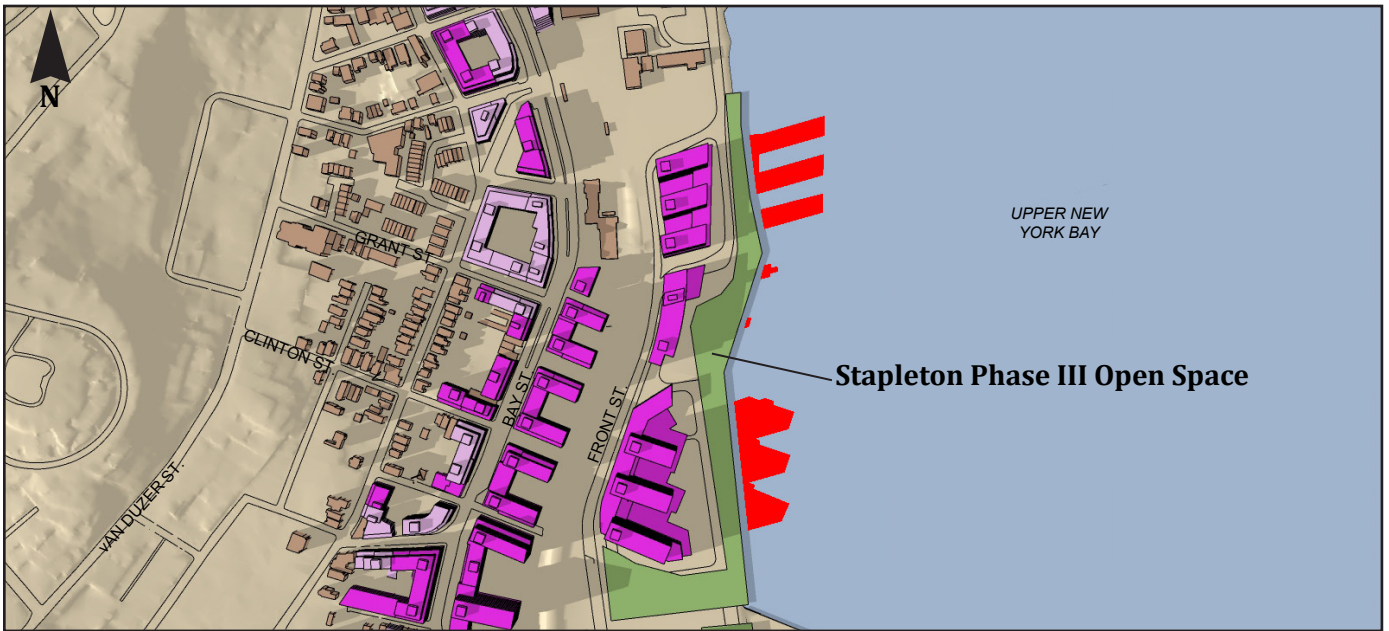 N
UPPER NEW
YORK BAY
GRANT ST.
CLINTON ST.
Stapleton Phase III Open Space
BAY ST.
FRONT ST.
VAN DUZER ST.